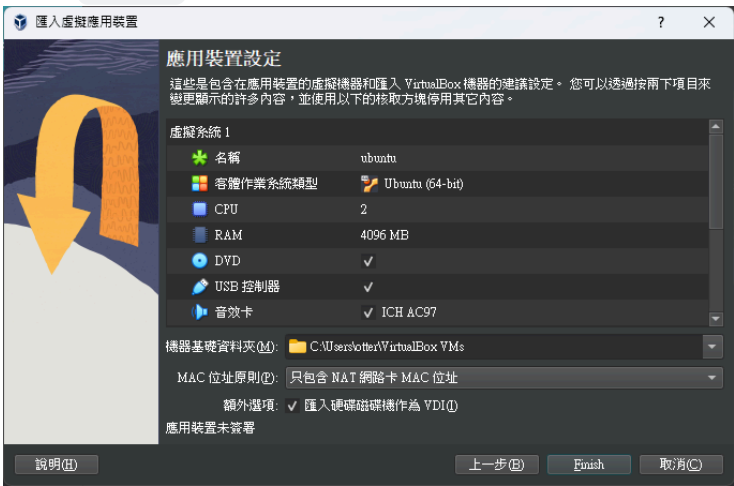 匯入虛擬應用裝置
?
應用裝置設定
這些是包含在應用裝置的虛擬機器和匯入 VirtualBox 機器的建議設定。 您可以透過按兩下項目來
變更顯示的許多內容，並使用以下的核取方塊停用其它內容。
虛擬系統 1
名稱 ubuntu
客體作業系統類型 Ubuntu (64-bit)
CPU 2
RAM 4096 MB
DVD
USB 控制器
音效卡 ICH AC97
機器基礎資料夾(M): C:\Users\otter\VirtualBox VMs
MAC 位址原則(P): 只包含 NAT 網路卡 MAC 位址
額外選項: 匯入硬碟磁碟機作為 VDI(I)
應用裝置未簽署
說明(H) 上一步(B) Finish 取消(C)